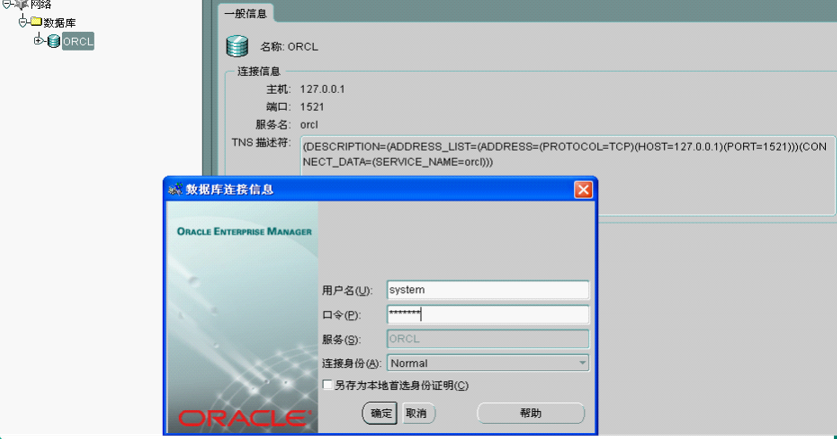 网络
数据库
ORCL
一般信息
名称: ORCL
连接信息
主机: 127.0.0.1
端口: 1521
服务名: orcl
TNS 描述符: (DESCRIPTION=(ADDRESS_LIST=(ADDRESS=(PROTOCOL=TCP)(HOST=127.0.0.1)(PORT=1521)))(CON
NECT_DATA=(SERVICE_NAME=orcl)))
数据库连接信息
ORACLE ENTERPRISE MANAGER
用户名(U): system
口令(P): *******
服务(S): ORCL
连接身份(A): Normal
另存为本地首选身份证明(C)
确定 取消 帮助
ORACLE